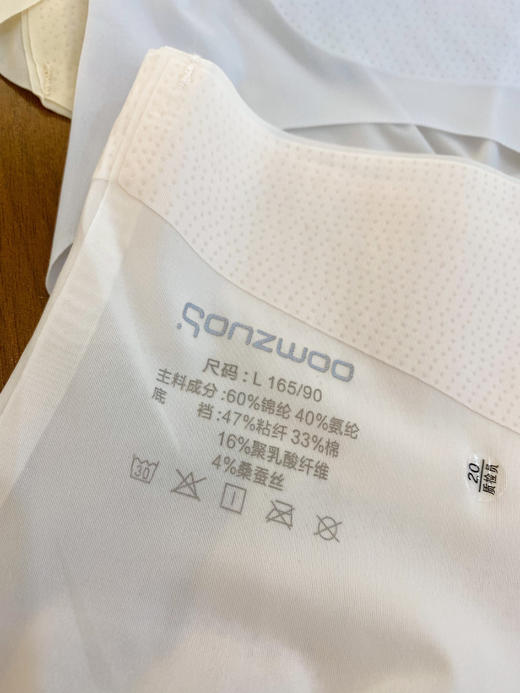 尺码：L 165/90
主料成分：60%锦纶 40%氨纶
底 裆：47%粘纤 33%棉
16%聚乳酸纤维
4%桑蚕丝
30
20
质检员